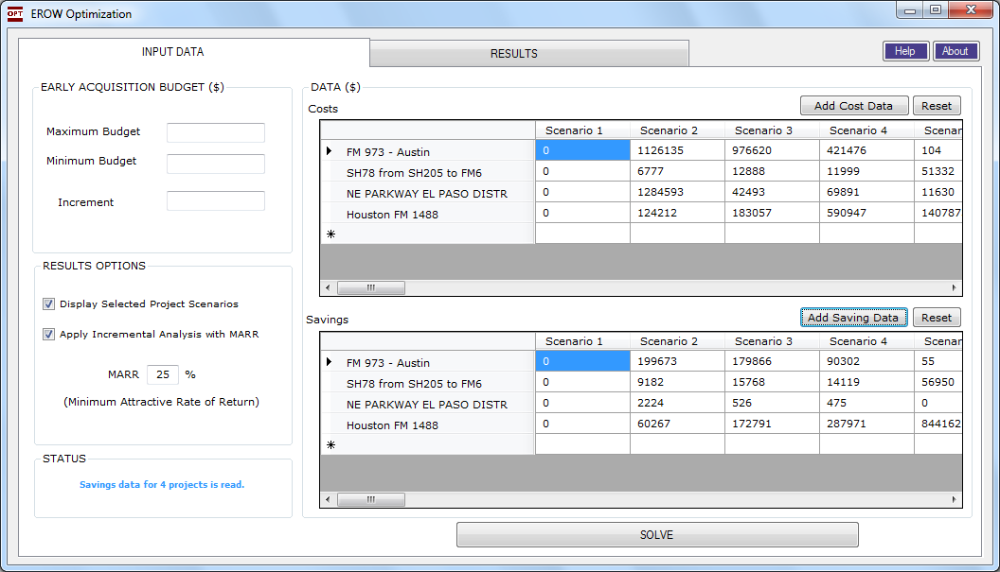 OPT EROW Optimization
INPUT DATA
RESULTS
Help
About
EARLY ACQUISITION BUDGET ($)
Maximum Budget
Minimum Budget
Increment
RESULTS OPTIONS
Display Selected Project Scenarios
Apply Incremental Analysis with MARR
MARR 25 %
(Minimum Attractive Rate of Return)
STATUS
Savings data for 4 projects is read.
DATA ($)
Costs
Add Cost Data
Reset
Scenario 1 Scenario 2 Scenario 3 Scenario 4 Scenar
FM 973 - Austin 0 1126135 976620 421476 104
SH78 from SH205 to FM6 0 6777 12888 11999 51332
NE PARKWAY EL PASO DISTR 0 1284593 42493 69891 11630
Houston FM 1488 0 124212 183057 590947 140787
Savings
Add Saving Data
Reset
Scenario 1 Scenario 2 Scenario 3 Scenario 4 Scenar
FM 973 - Austin 0 199673 179866 90302 55
SH78 from SH205 to FM6 0 9182 15768 14119 56950
NE PARKWAY EL PASO DISTR 0 2224 526 475 0
Houston FM 1488 0 60267 172791 287971 844162
SOLVE